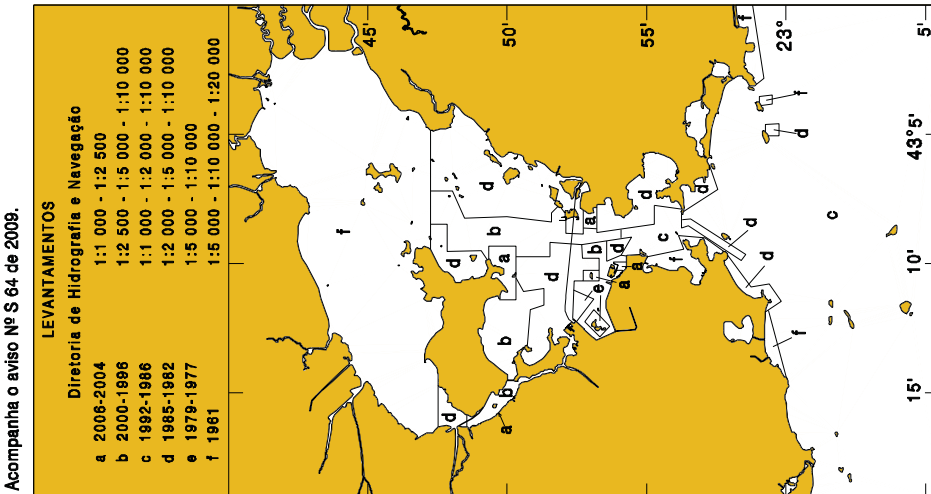 Acompanha o aviso Nº S 64 de 2009.
LEVANTAMENTOS
Diretoria de Hidrografia e Navegação
a 2006-2004 1:1 000 - 1:2 500
b 2000-1996 1:2 500 - 1:5 000 - 1:10 000
c 1992-1986 1:1 000 - 1:2 000 - 1:10 000
d 1985-1982 1:2 000 - 1:5 000 - 1:10 000
e 1979-1977 1:5 000 - 1:10 000
f 1961 1:5 000 - 1:10 000 - 1:20 000
45'
50'
55'
23°
5'
15'
10'
43°5'
f
d
d
b
d
a
d
b
b
a
d
a
b
d
e
a
a
c
f
d
d
d
d
f
c
f
d
f